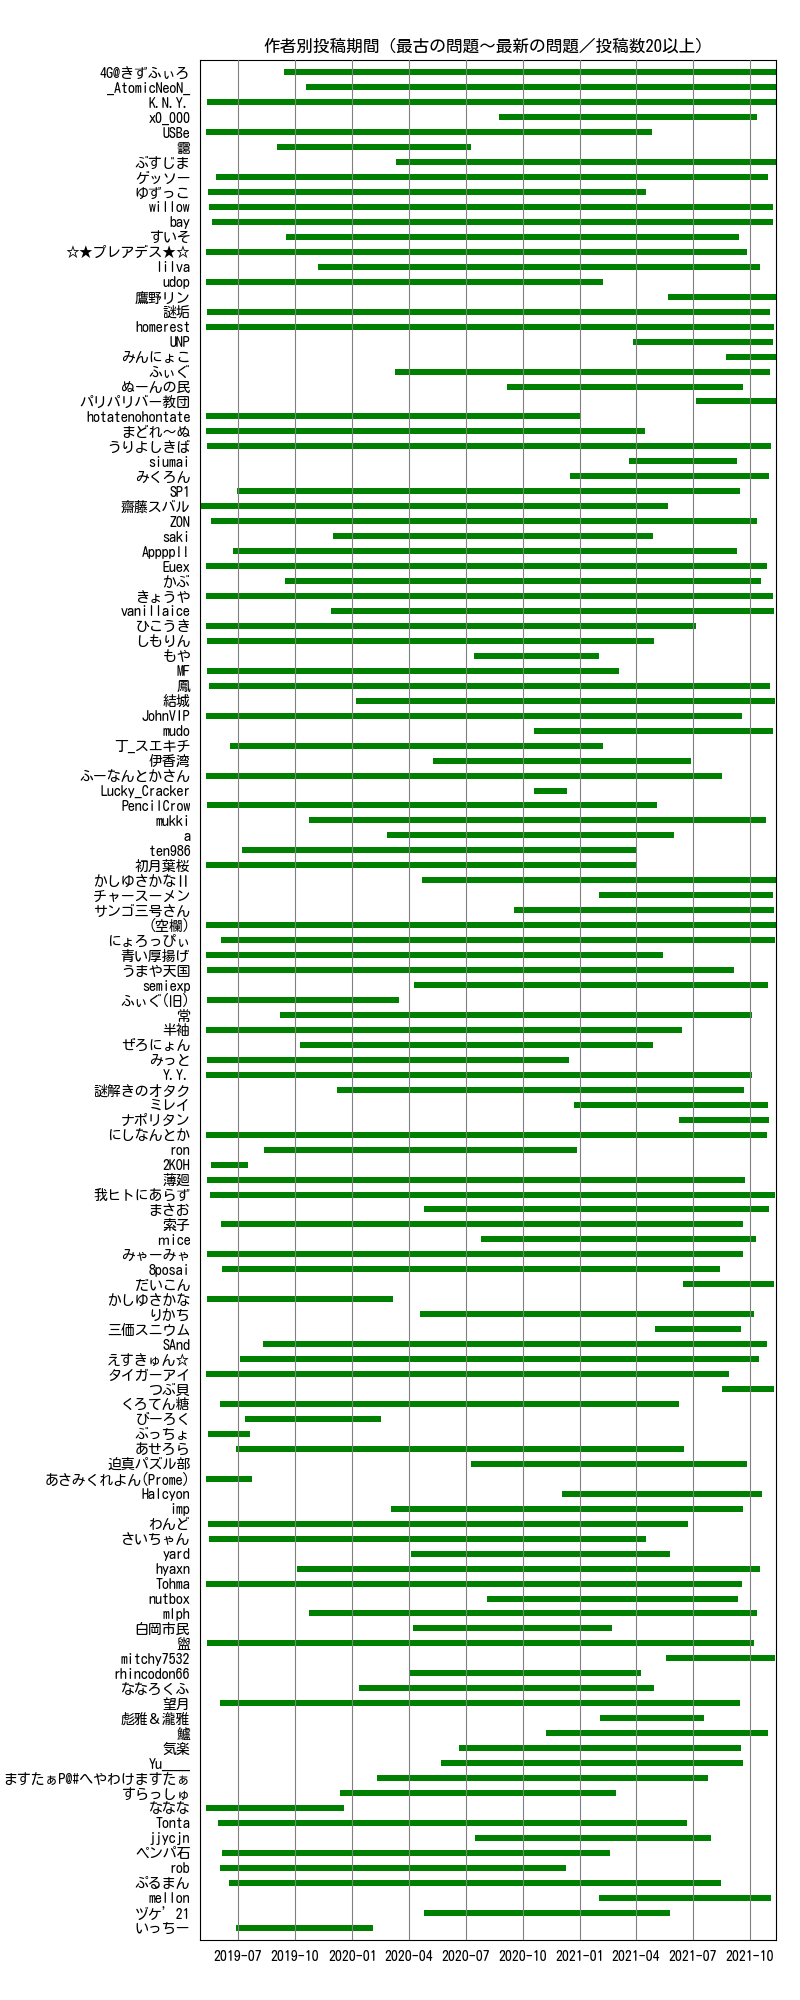 作者別投稿期間（最古の問題～最新の問題／投稿数20以上）
4G@きずふぃろ
_AtomicNeoN_
K.N.Y.
xO_OOO
USBe
ぷすじま
ゲッソー
ゆずっこ
willow
bay
すいそ
☆★プレアデス★☆
lilva
udop
鷹野リン
謎垢
homerest
UNP
みんにょこ
ふぃぐ
ぬーんの民
パリパリバー教団
hotatenohontate
まどれ～ぬ
うりよしきば
siumai
みくろん
SP1
齋藤スバル
ZON
saki
Appppll
Euex
かぶ
きょうや
vanillaice
ひこうき
しもりん
もや
MF
鳳
結城
JohnVIP
mudo
丁_スエキチ
伊香湾
ふーなんとかさん
Lucky_Cracker
PencilCrow
mukki
a
ten986
初月葉桜
かしゆさかなII
チャースーメン
サンゴ三号さん
(空欄)
にょろっぴぃ
青い厚揚げ
うまや天国
semiexp
ふぃぐ(旧)
常
半袖
ぜろにょん
みっと
Y.Y.
謎解きのオタク
ミレイ
ナポリタン
にしなんとか
ron
2KOH
薄廻
我ヒトにあらず
まさお
索子
mice
みゃーみゃ
8posai
だいこん
かしゆさかな
りかち
三価スニウム
SAnd
えすきゅん☆
タイガーアイ
つぶ貝
くろてん糖
びーろく
ぶっちょ
あせろら
迫真パズル部
あさみくれよん(Prome)
Halcyon
imp
わんど
さいちゃん
yard
hyaxn
Tohma
nutbox
mlph
白岡市民
盥
mitchy7532
rhincodon66
ななろくふ
望月
彪雅＆瀧雅
鱸
気楽
Yu____
ますたぁP@#へやわけますたぁ
すらっしゅ
ななな
Tonta
jjycjn
ペンパ石
rob
ぷるまん
mellon
ヅケ’21
いっちー
2019-07 2019-10 2020-01 2020-04 2020-07 2020-10 2021-01 2021-04 2021-07 2021-10